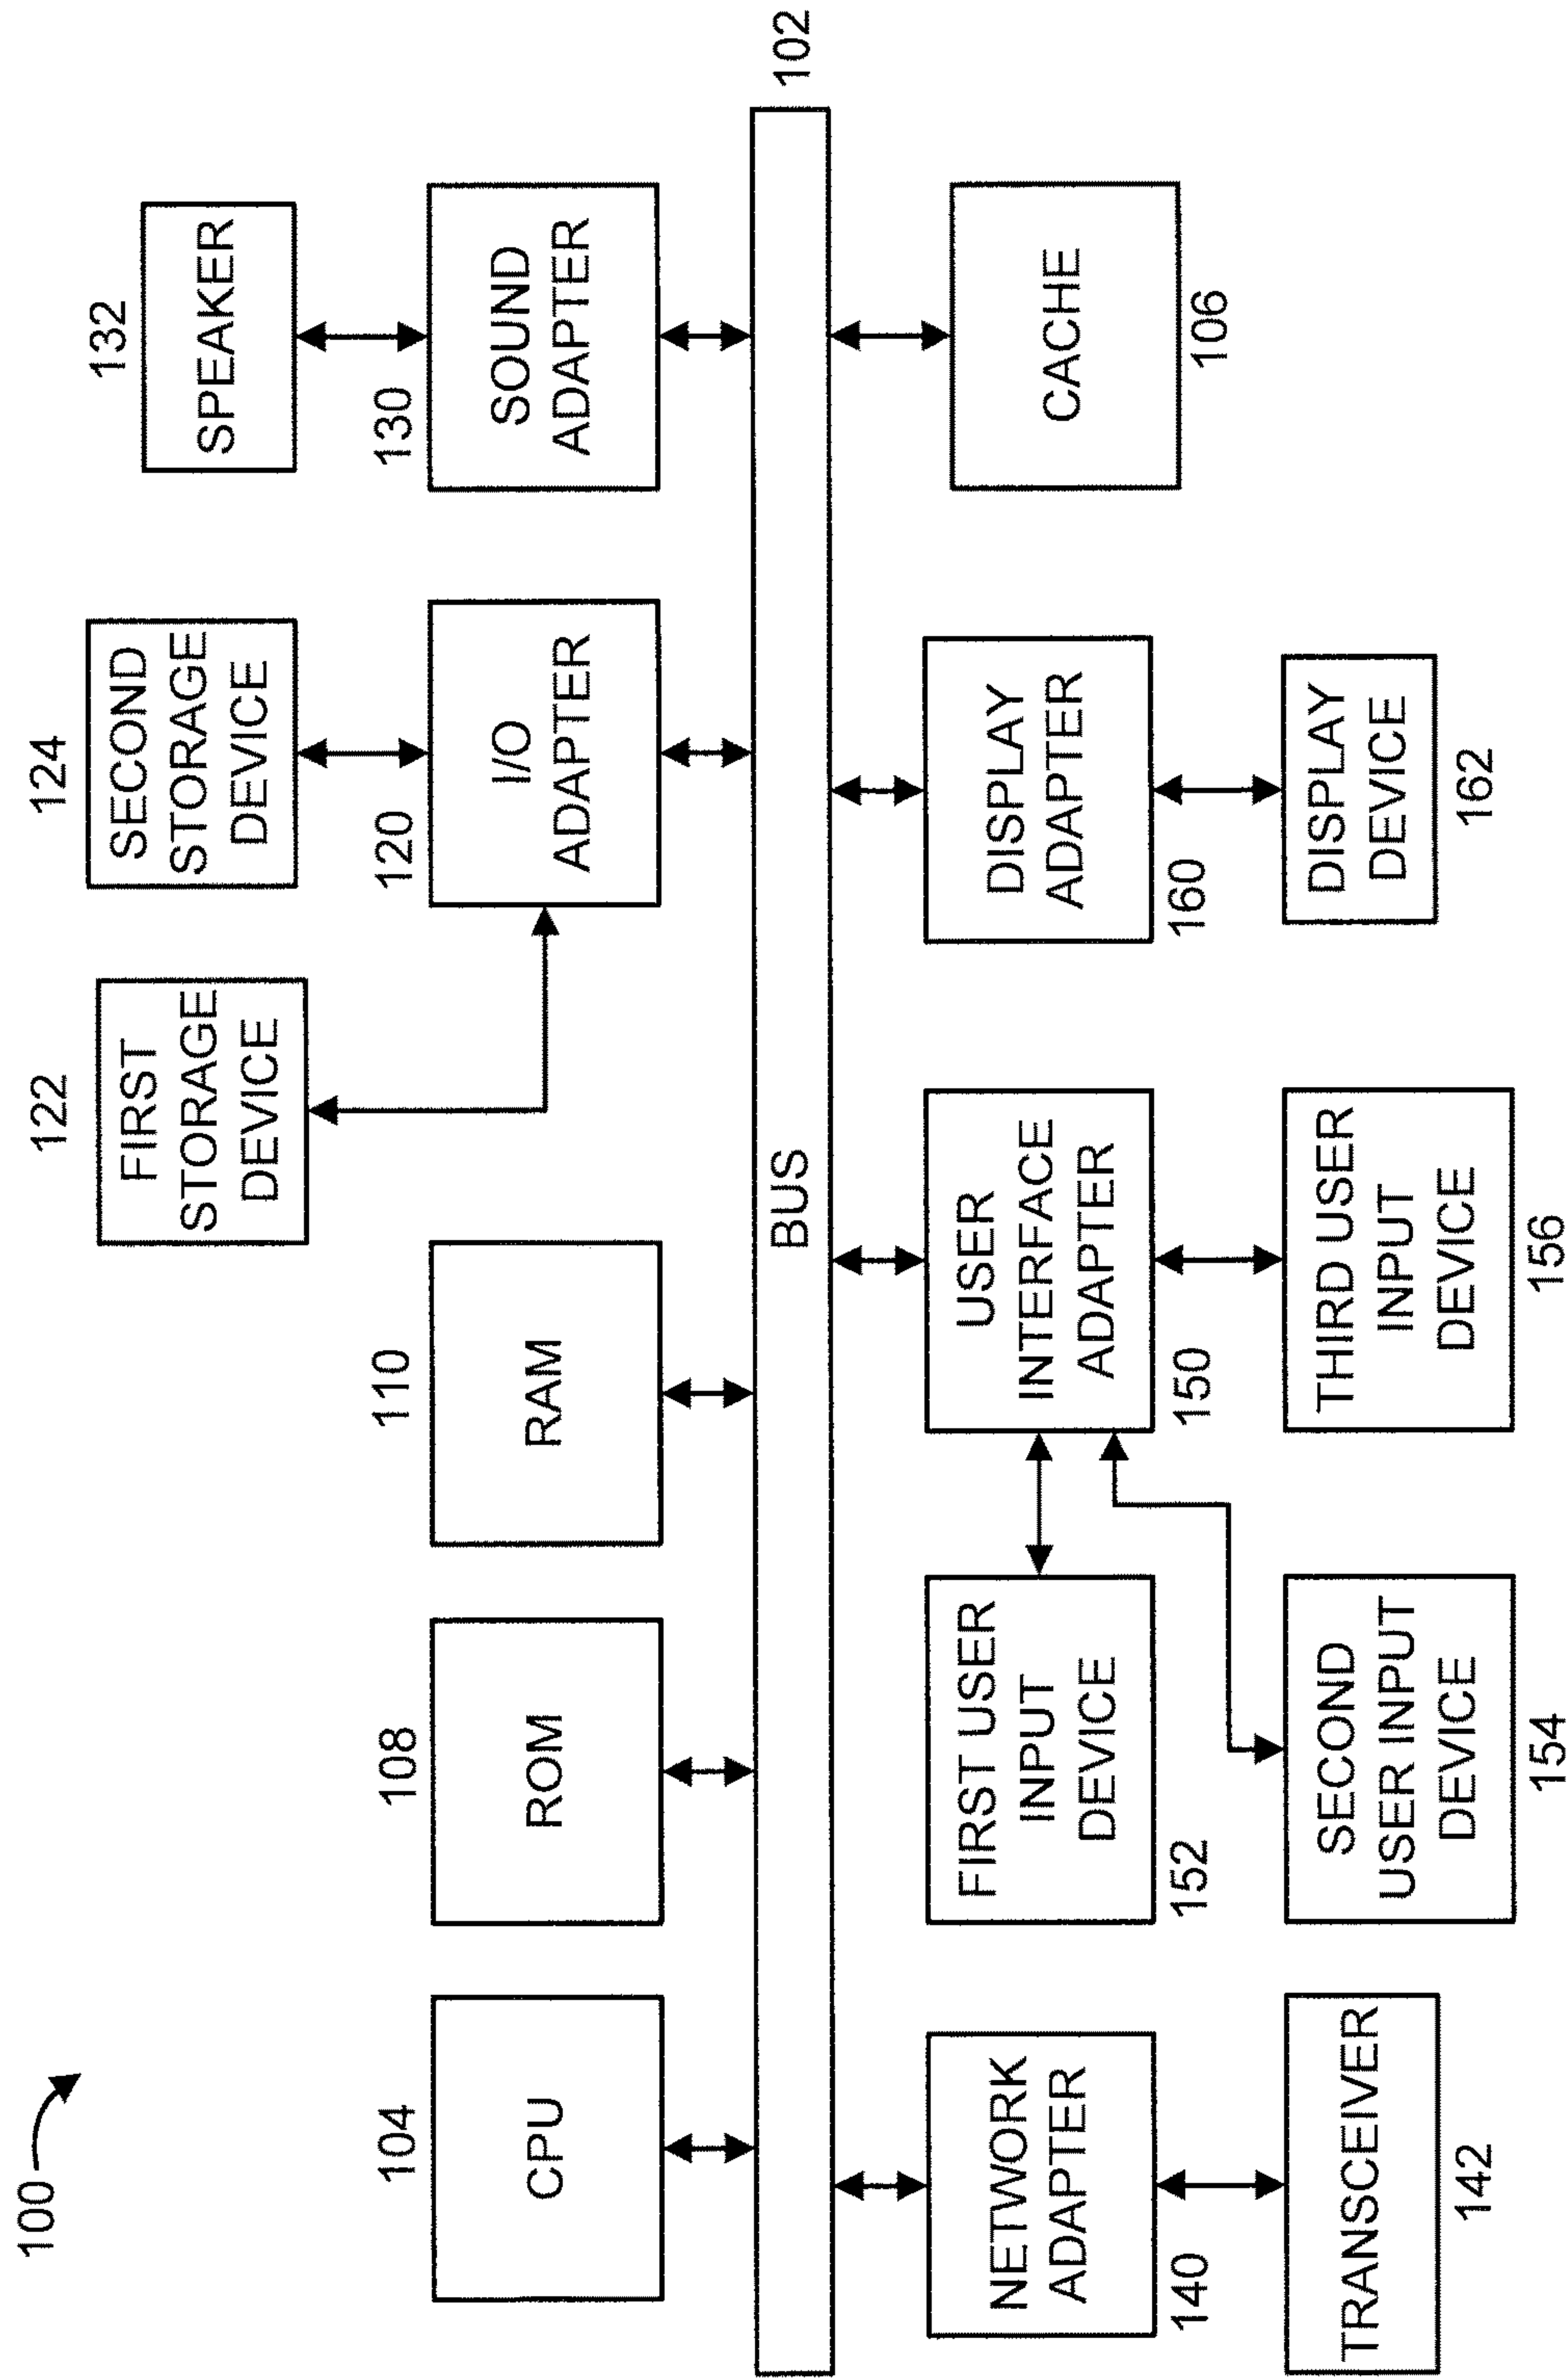 100
122
FIRST
STORAGE
DEVICE
124
SECOND
STORAGE
DEVICE
132
SPEAKER
104
CPU
108
ROM
110
RAM
120
I/O
ADAPTER
130
SOUND
ADAPTER
BUS
102
NETWORK
ADAPTER
140
FIRST USER
INPUT
DEVICE
152
USER
INTERFACE
ADAPTER
150
DISPLAY
ADAPTER
160
CACHE
106
TRANSCEIVER
142
SECOND
USER INPUT
DEVICE
154
THIRD USER
INPUT
DEVICE
156
DISPLAY
DEVICE
162